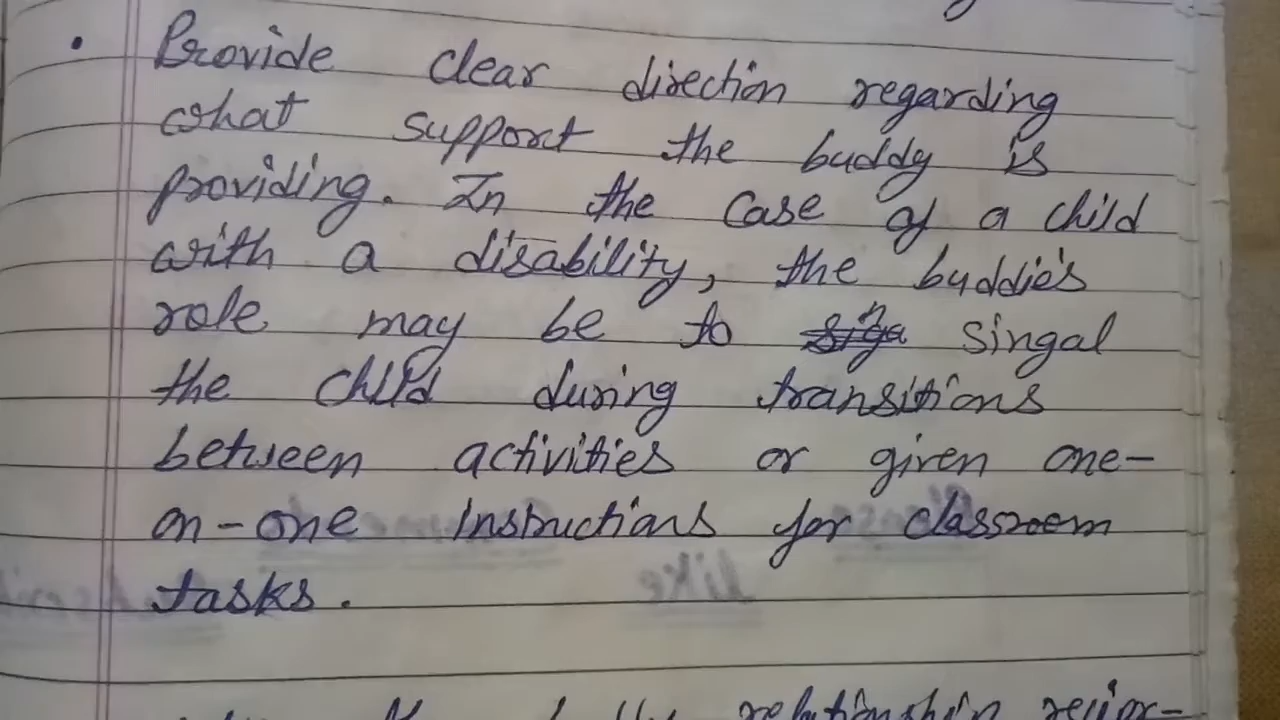 • Provide clear direction regarding
what support the buddy is
providing. In the case of a child
with a disability, the buddie's
role may be to singal
the child during transitions
between activities or given one-
on-one instructions for classroom
tasks.
relationship